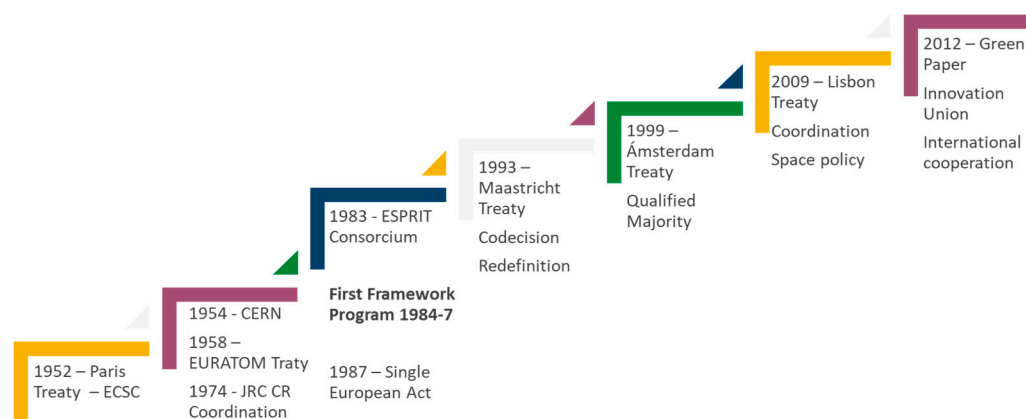 1952 – Paris
Treaty – ECSC
1954 - CERN
1958 –
EURATOM Traty
1974 - JRC CR
Coordination
1983 - ESPRIT
Consorcium
First Framework
Program 1984-7
1987 – Single
European Act
1993 –
Maastricht
Treaty
Codecision
Redefinition
1999 –
Ámsterdam
Treaty
Qualified
Majority
2009 – Lisbon
Treaty
Coordination
Space policy
2012 – Green
Paper
Innovation
Union
International
cooperation